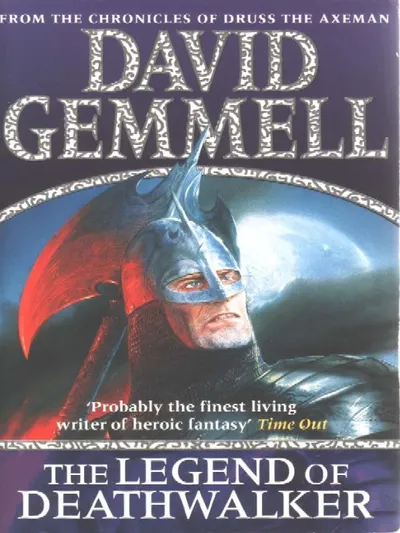 FROM THE CHRONICLES OF DRUSS THE AXEMAN
DAVID
GEMMELL
'Probably the finest living
writer of heroic fantasy' Time Out
THE LEGEND OF
DEATHWALKER